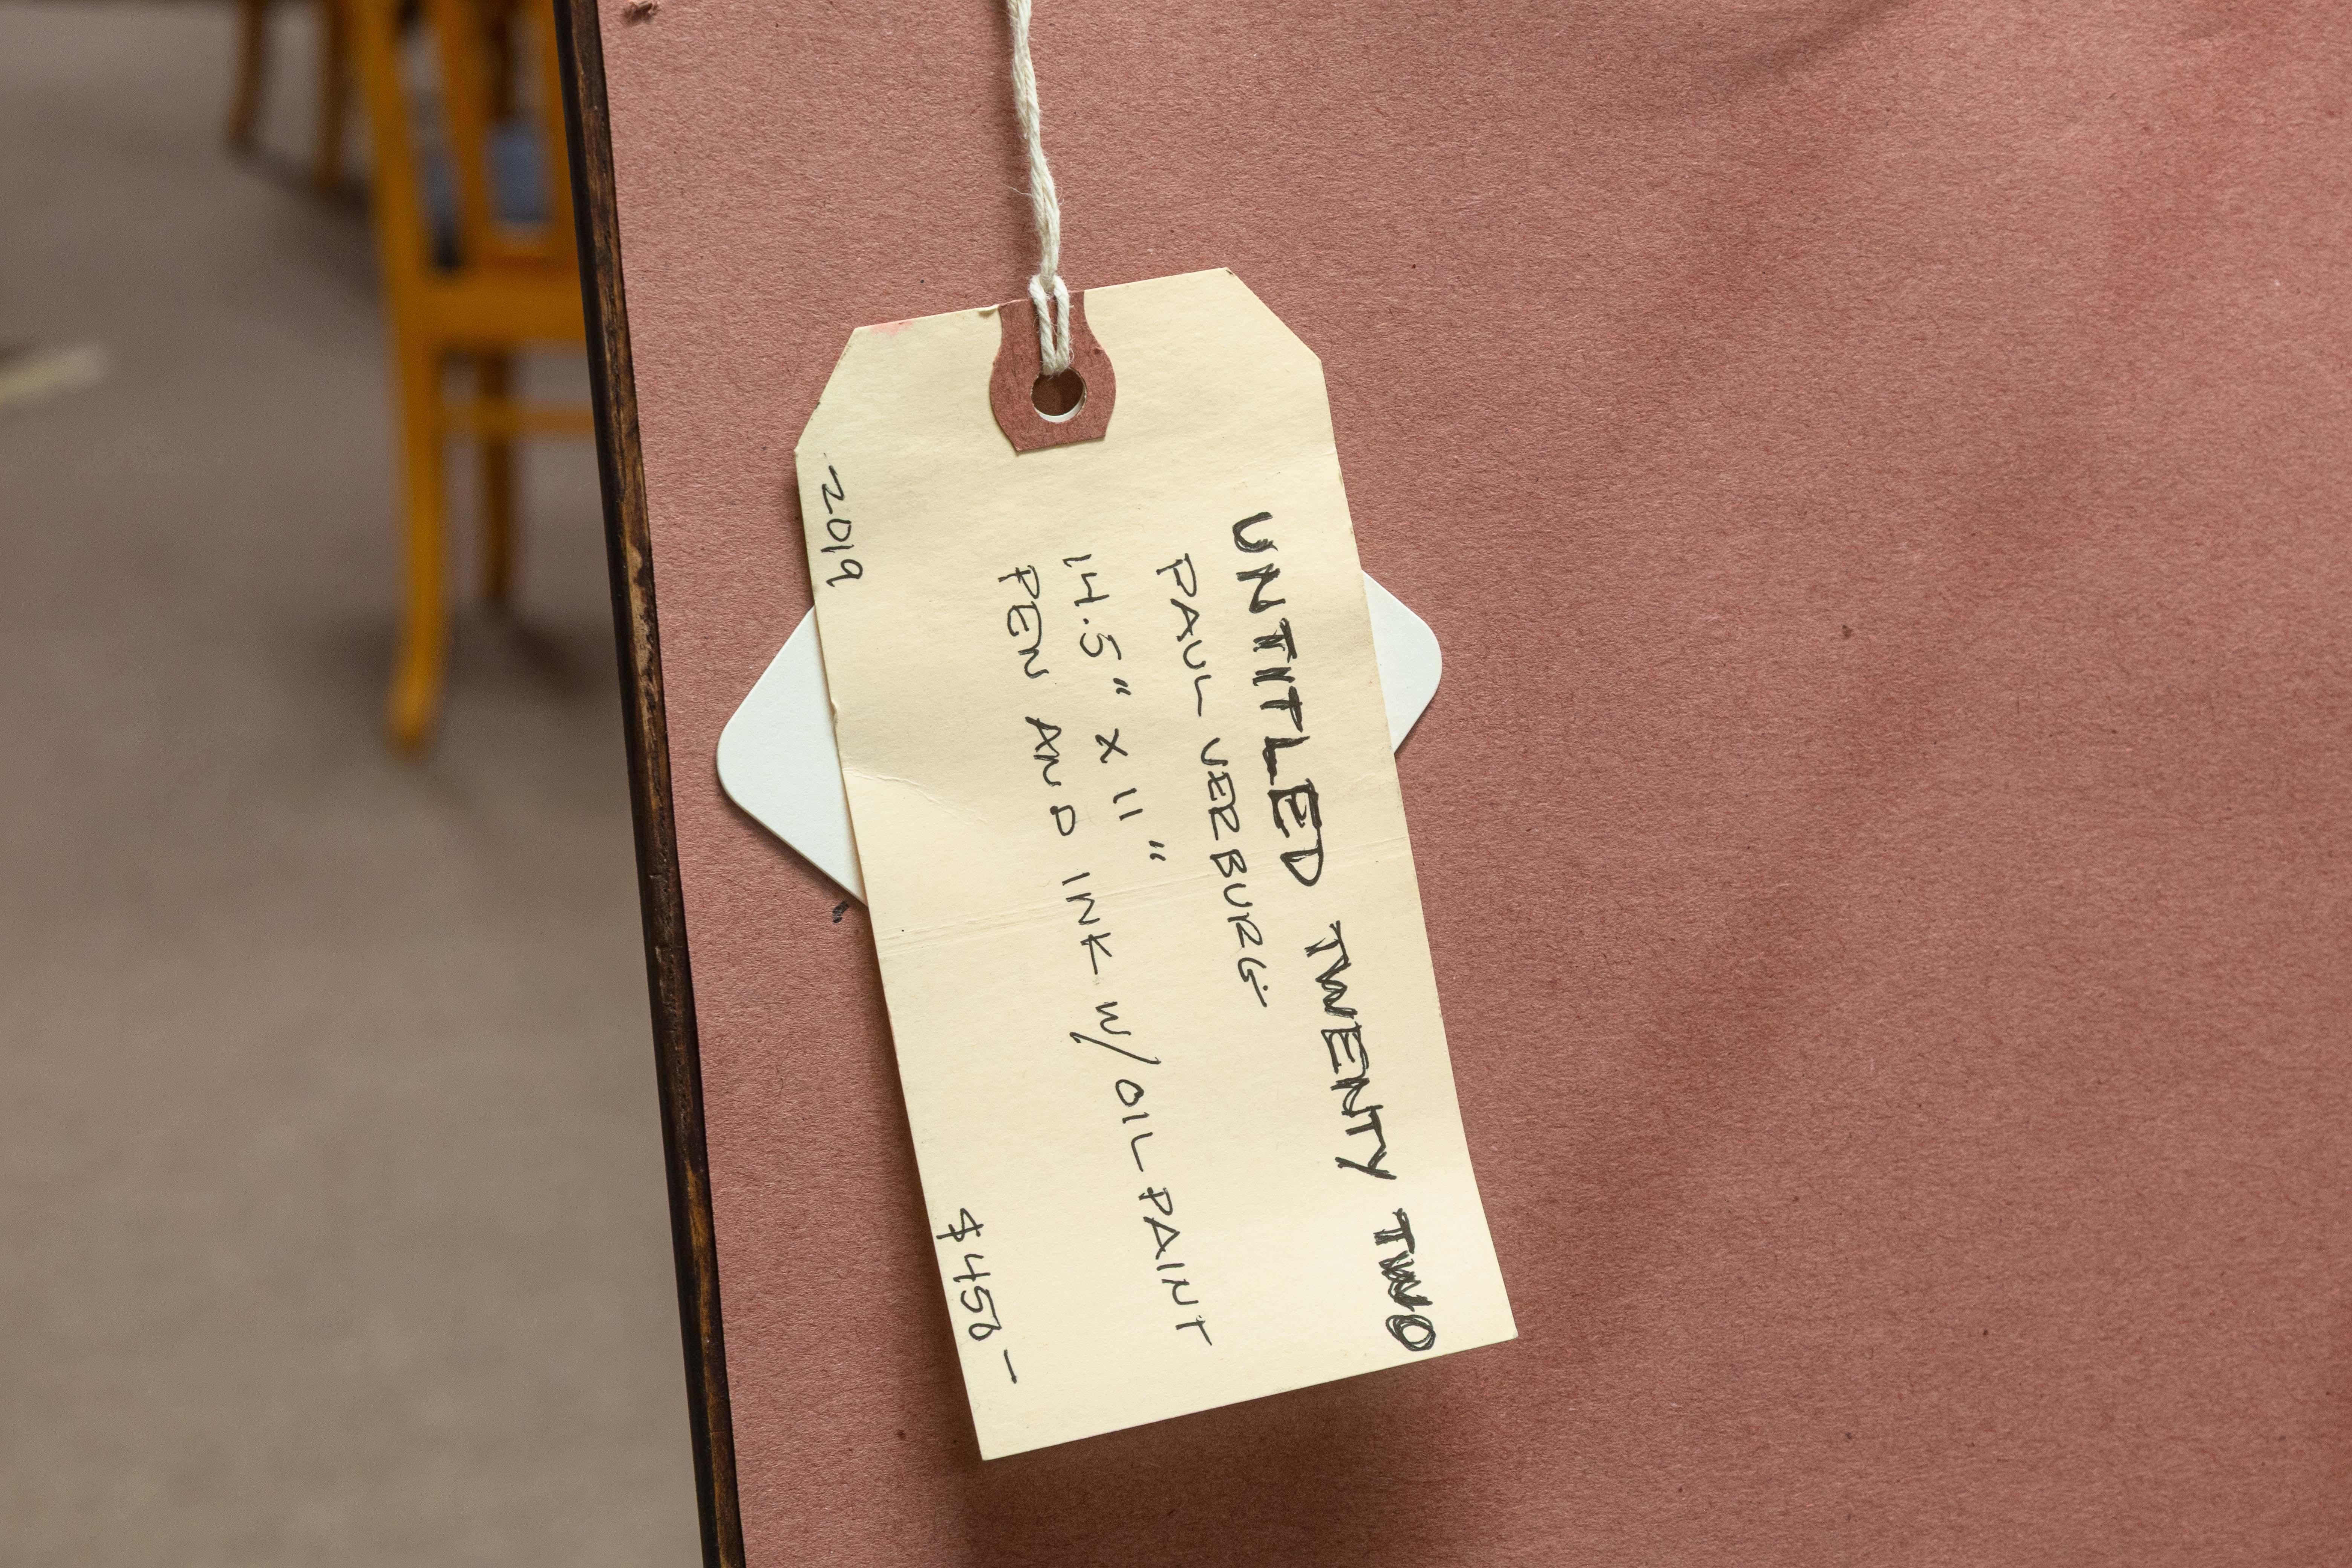 UNTITLED TWENTY TWO
PAUL VERBURG
14.5" X 11"
PEN AND INK W/OIL PAINT
2019 $450-